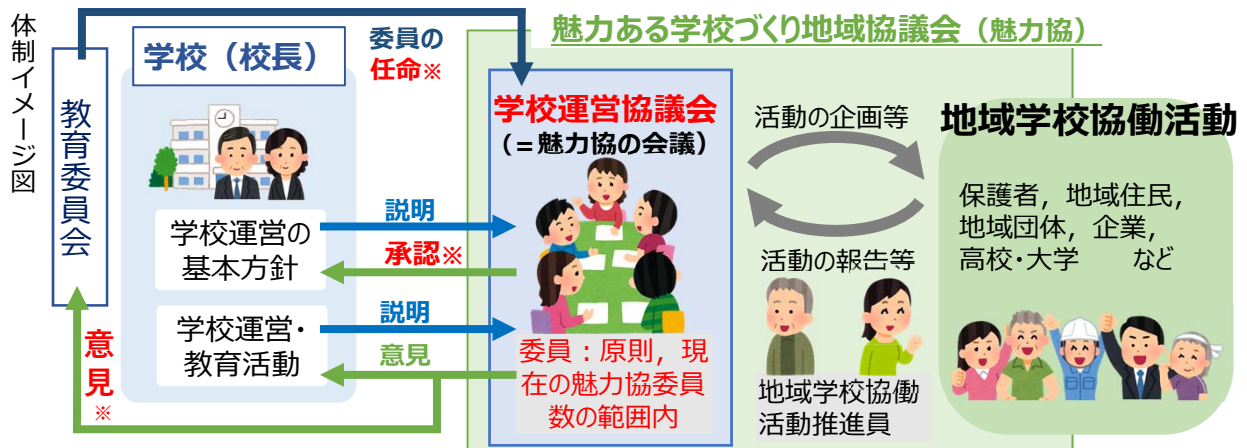 体制イメージ図
教育委員会
学校（校長）
委員の
任命※
魅力ある学校づくり地域協議会（魅力協）
学校運営協議会
(＝魅力協の会議)
活動の企画等
地域学校協働活動
保護者，地域住民，
地域団体，企業，
高校・大学　　など
学校運営の
基本方針
説明
承認※
活動の報告等
学校運営・
教育活動
説明
意見
意見
※
委員：原則，現
在の魅力協委員
数の範囲内
地域学校協働
活動推進員